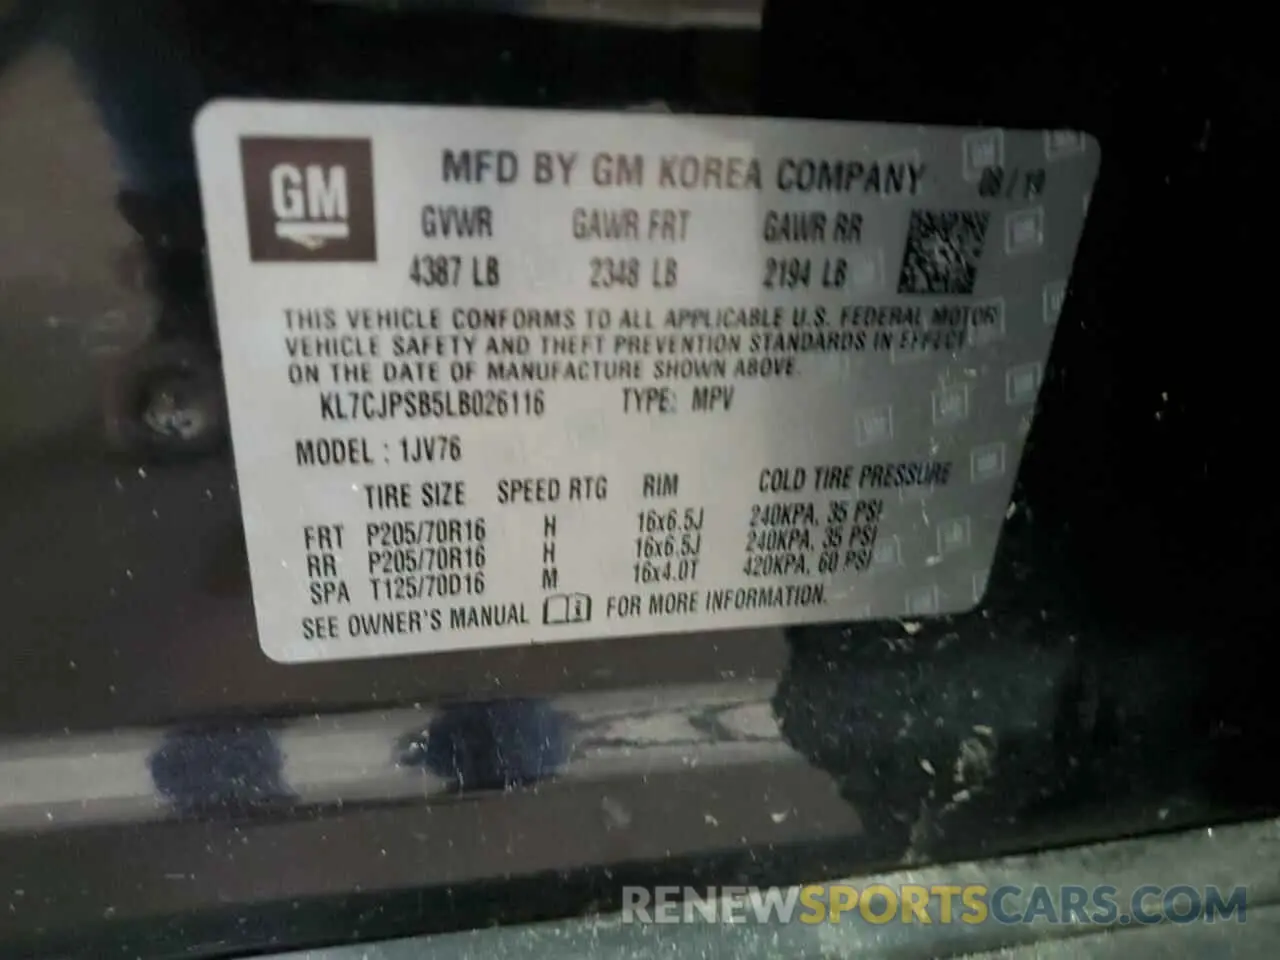 GM
MFD BY GM KOREA COMPANY 08/19
GVWR GAWR FRT GAWR RR
4387 LB 2348 LB 2194 LB
THIS VEHICLE CONFORMS TO ALL APPLICABLE U.S. FEDERAL MOTOR
VEHICLE SAFETY AND THEFT PREVENTION STANDARDS IN EFFECT
ON THE DATE OF MANUFACTURE SHOWN ABOVE.
KL7CJPSB5LB026116 TYPE: MPV
MODEL : 1JV76
TIRE SIZE SPEED RTG RIM COLD TIRE PRESSURE
FRT P205/70R16 H 16x6.5J 240KPA, 35 PSI
RR P205/70R16 H 16x6.5J 240KPA, 35 PSI
SPA T125/70D16 M 16x4.0T 420KPA, 60 PSI
SEE OWNER'S MANUAL FOR MORE INFORMATION.
RENEWSPORTSCARS.COM